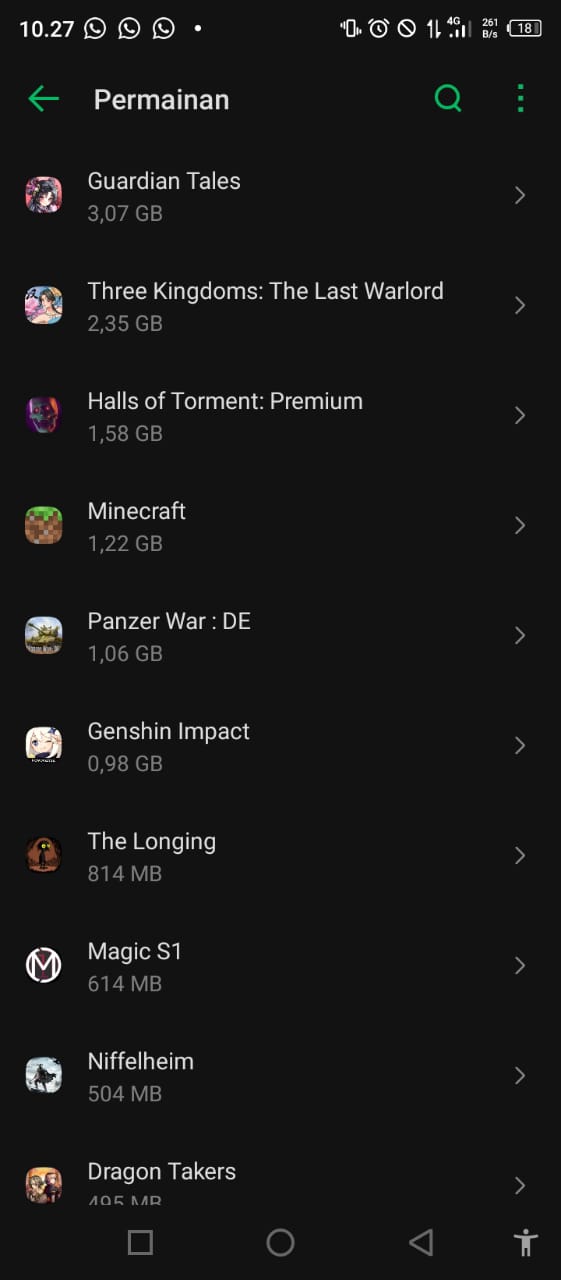 10.27
4G
261
B/s
18
Permainan
Guardian Tales
3,07 GB
Three Kingdoms: The Last Warlord
2,35 GB
Halls of Torment: Premium
1,58 GB
Minecraft
1,22 GB
Panzer War : DE
1,06 GB
Genshin Impact
0,98 GB
The Longing
814 MB
Magic S1
614 MB
Niffelheim
504 MB
Dragon Takers
495 MB